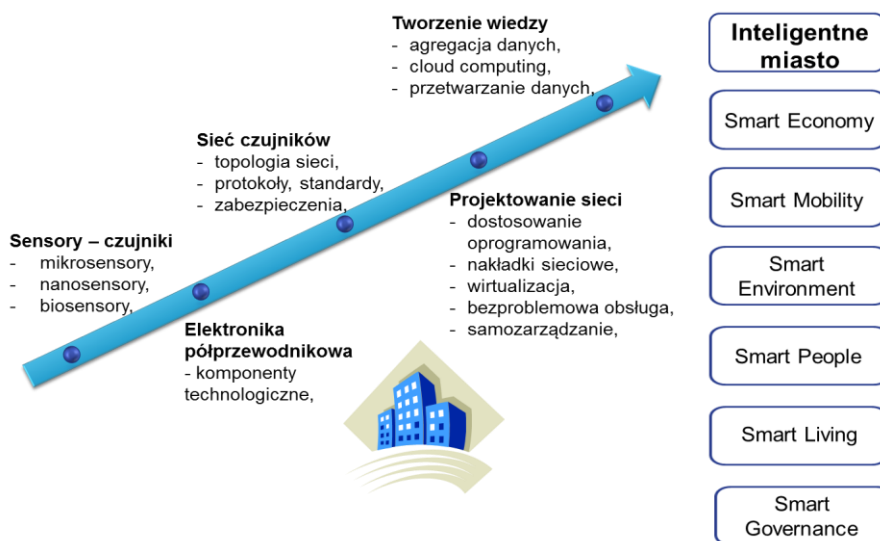 Tworzenie wiedzy
- agregacja danych,
- cloud computing,
- przetwarzanie danych,
Sieć czujników
- topologia sieci,
- protokoły, standardy,
- zabezpieczenia,
Projektowanie sieci
- dostosowanie
oprogramowania,
- nakładki sieciowe,
- wirtualizacja,
- bezproblemowa obsługa,
- samozarządzanie,
Sensory – czujniki
- mikrosensory,
- nanosensory,
- biosensory,
Elektronika
półprzewodnikowa
- komponenty
technologiczne,
Inteligentne
miasto
Smart Economy
Smart Mobility
Smart
Environment
Smart People
Smart Living
Smart
Governance